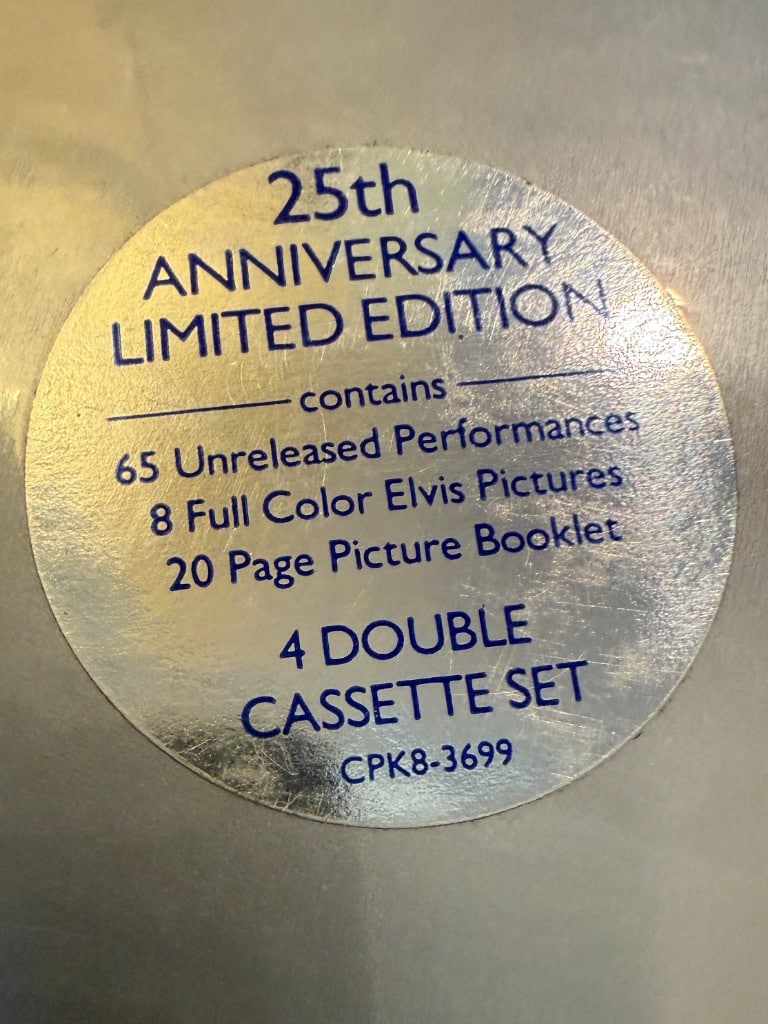 25th
ANNIVERSARY
LIMITED EDITION
contains
65 Unreleased Performances
8 Full Color Elvis Pictures
20 Page Picture Booklet
4 DOUBLE
CASSETTE SET
CPK8-3699